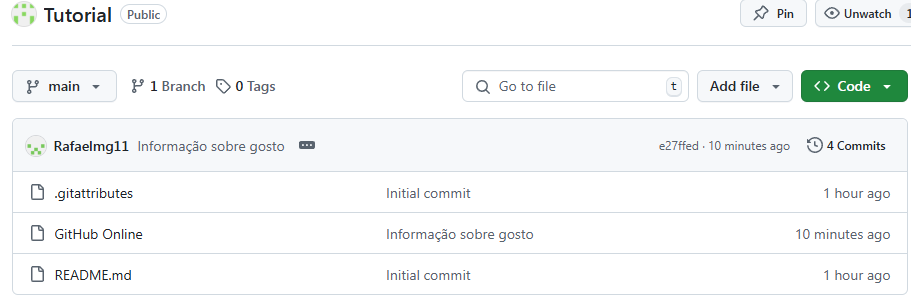 Tutorial Public Pin Unwatch 1
main 1 Branch 0 Tags Go to file t Add file Code
Rafaelmg11 Informação sobre gosto e27ffed · 10 minutes ago 4 Commits
.gitattributes Initial commit 1 hour ago
GitHub Online Informação sobre gosto 10 minutes ago
README.md Initial commit 1 hour ago